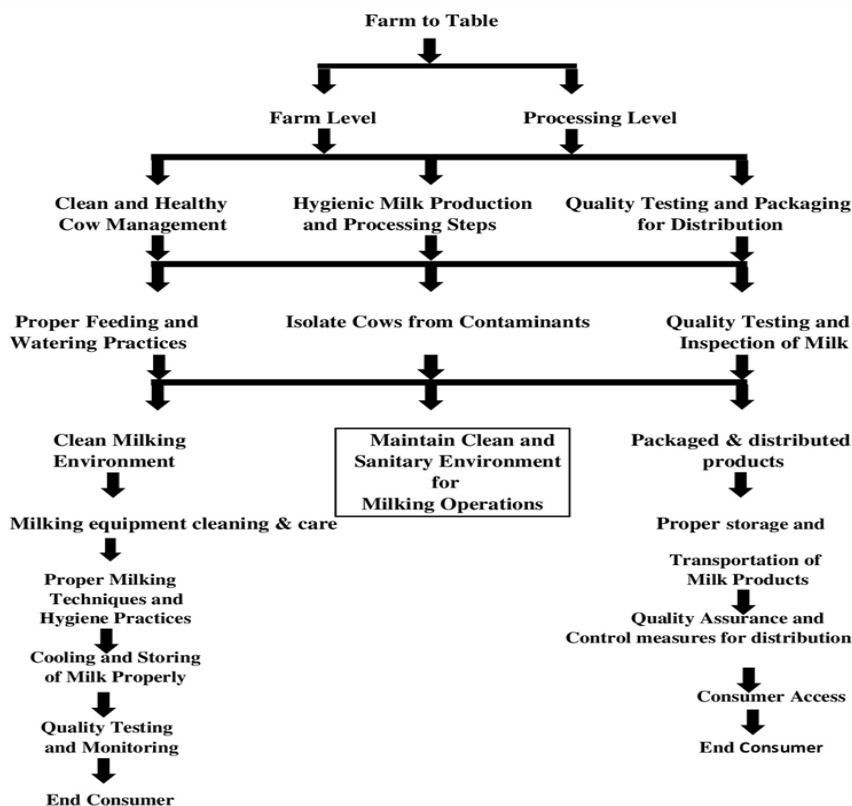 Farm to Table
Farm Level
Processing Level
Clean and Healthy
Cow Management
Hygienic Milk Production
and Processing Steps
Quality Testing and Packaging
for Distribution
Proper Feeding and
Watering Practices
Isolate Cows from Contaminants
Quality Testing and
Inspection of Milk
Clean Milking
Environment
Maintain Clean and
Sanitary Environment
for
Milking Operations
Packaged & distributed
products
Milking equipment cleaning & care
Proper storage and
Proper Milking
Techniques and
Hygiene Practices
Transportation of
Milk Products
Cooling and Storing
of Milk Properly
Quality Assurance and
Control measures for distribution
Quality Testing
and Monitoring
Consumer Access
End Consumer
End Consumer